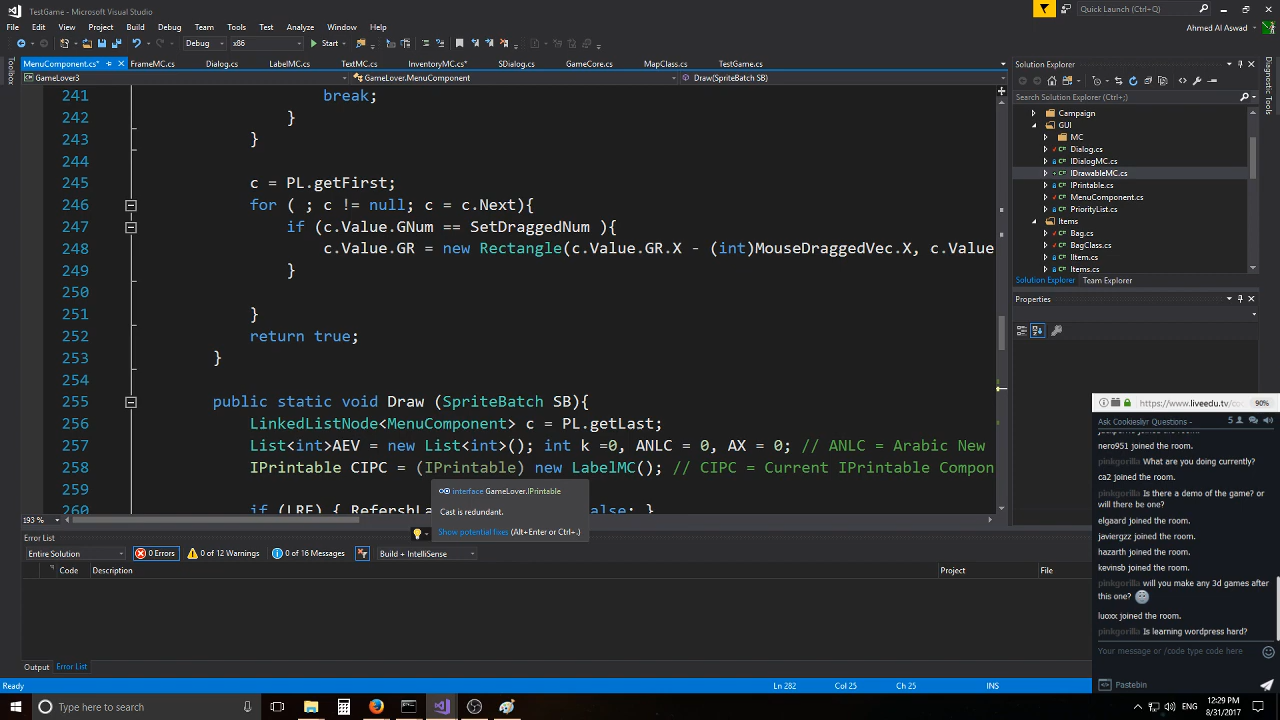 MenuComponent.cs - Microsoft Visual Studio
Quick Launch (Ctrl+Q)
File Edit View Project Build Debug Team Tools Test Analyze Window Help
Ahmed Al Aswad
Debug x86 Start
MenuComponent.cs* FrameMC.cs Dialog.cs LabelMC.cs TextMC.cs InventoryMC.cs* SDialog.cs GameCore.cs MapClass.cs TestGame.cs
GameLover3 GameLover.MenuComponent Draw(SpriteBatch SB)
Toolbox
241 break;
242 }
243 }
244
245 c = PL.getFirst;
246 for ( ; c != null; c = c.Next){
247 if (c.Value.GNum == SetDraggedNum ){
248 c.Value.GR = new Rectangle(c.Value.GR.X - (int)MouseDraggedVec.X, c.Value
249 }
250
251 }
252 return true;
253 }
254
255 public static void Draw (SpriteBatch SB){
256 LinkedListNode<MenuComponent> c = PL.getLast;
257 List<int>AEV = new List<int>(); int k =0, ANLC = 0, AX = 0; // ANLC = Arabic New
258 IPrintable CIPC = (IPrintable) new LabelMC(); // CIPC = Current IPrintable Compon
259
260
interface GameLover.IPrintable
Cast is redundant.
Show potential fixes (Alt+Enter or Ctrl+.)
193 %
Error List
Entire Solution 0 Errors 0 of 12 Warnings 0 of 16 Messages Build + IntelliSense
Code Description Project File
Output Error List
Ready Ln 282 Col 25 Ch 25 INS
Solution Explorer
Search Solution Explorer (Ctrl+;)
Campaign
GUI
MC
Dialog.cs
IDialogMC.cs
IDrawableMC.cs
IPrintable.cs
MenuComponent.cs
PriorityList.cs
Items
Bag.cs
BagClass.cs
IItem.cs
Items.cs
Solution Explorer Team Explorer
Properties
Diagnostic Tools
https://www.liveedu.tv/co 90%
Ask Cookieslyr Questions - 5
nero951 joined the room.
pinkgorilla What are you doing currently?
ca2 joined the room.
pinkgorilla Is there a demo of the game? or
will there be one?
elgaard joined the room.
javiergzz joined the room.
hazarth joined the room.
kevinsb joined the room.
pinkgorilla will you make any 3d games after
this one?
luoxx joined the room.
pinkgorilla Is learning wordpress hard?
Your message or /code type code here
Pastebin
Type here to search
ENG
12:29 PM
8/31/2017